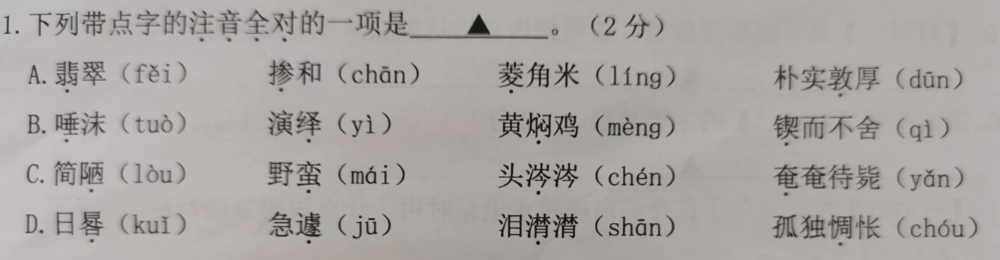 1.下列带点字的注音全对的一项是____▲____。（2分）
A.翡翠（fěi） 掺和（chān） 菱角米（líng） 朴实敦厚（dūn）
B.唾沫（tuò） 演绎（yì） 黄焖鸡（mèng） 锲而不舍（qì）
C.简陋（lòu） 野蛮（mái） 头涔涔（chén） 奄奄待毙（yǎn）
D.日晷（kuǐ） 急遽（jū） 泪潸潸（shān） 孤独惆怅（chóu）